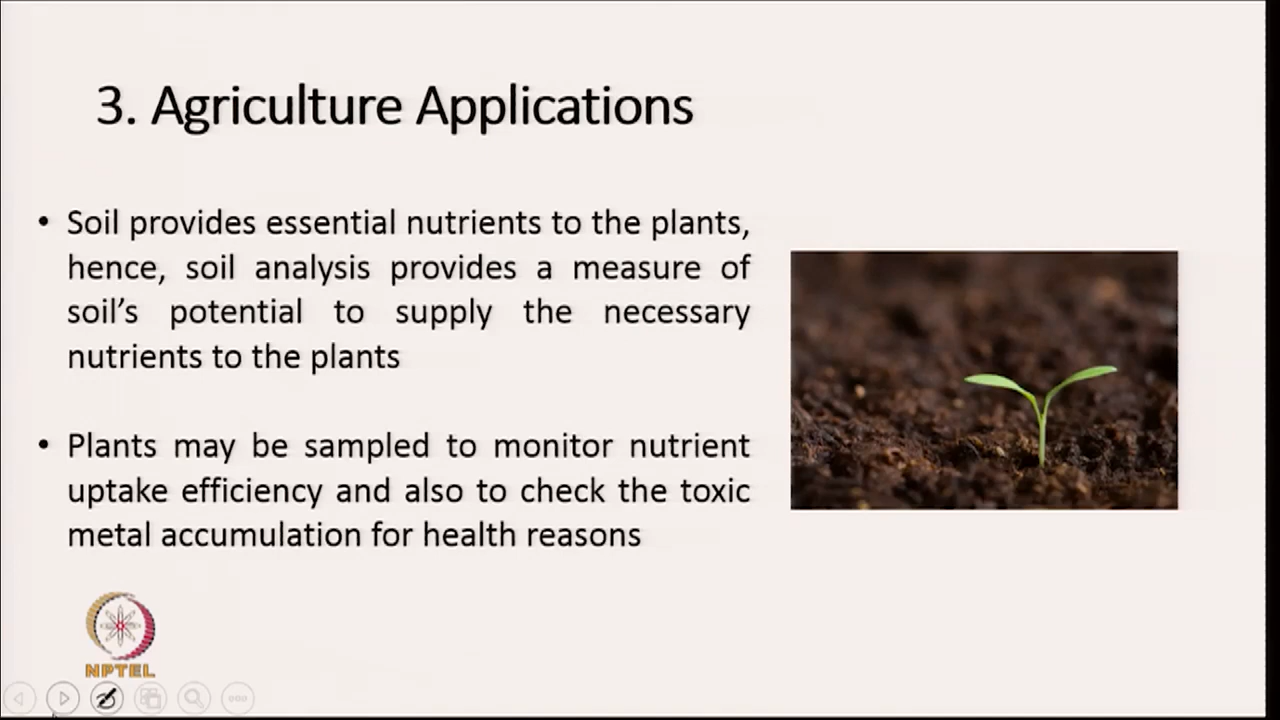 3. Agriculture Applications
• Soil provides essential nutrients to the plants,
hence, soil analysis provides a measure of
soil’s potential to supply the necessary
nutrients to the plants
• Plants may be sampled to monitor nutrient
uptake efficiency and also to check the toxic
metal accumulation for health reasons
NPTEL